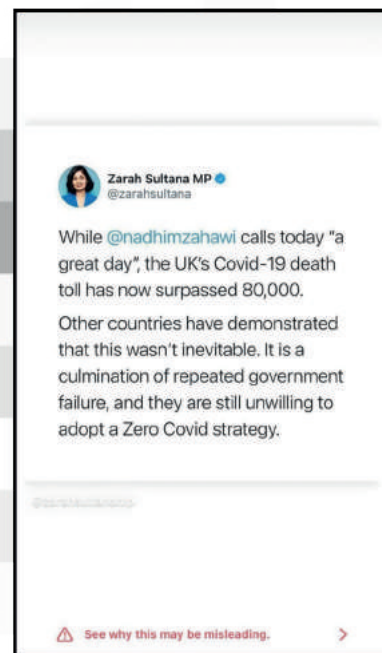 Zarah Sultana MP
@zarahsultana
While @nadhimzahawi calls today "a
great day", the UK's Covid-19 death
toll has now surpassed 80,000.
Other countries have demonstrated
that this wasn't inevitable. It is a
culmination of repeated government
failure, and they are still unwilling to
adopt a Zero Covid strategy.
@zarahsultanamp
See why this may be misleading.